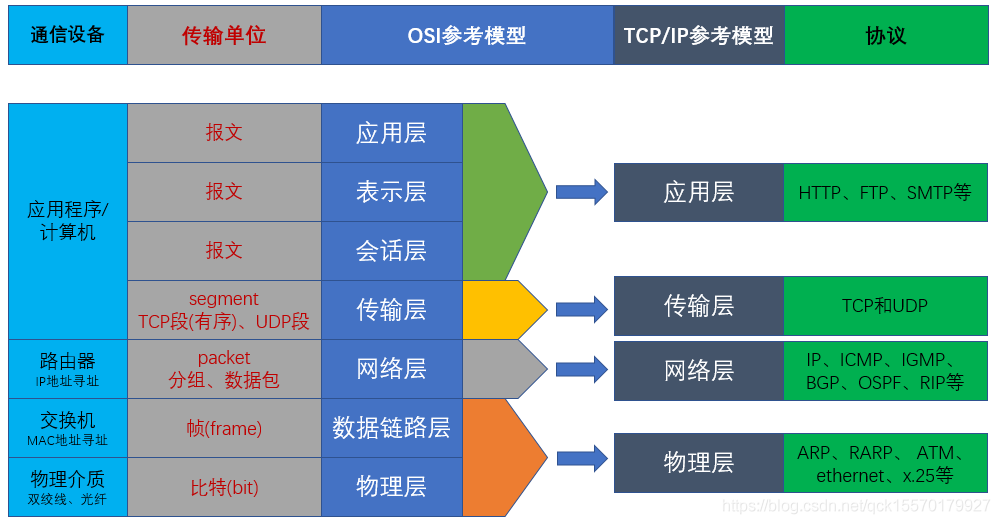 通信设备
传输单位
OSI参考模型
TCP/IP参考模型
协议
应用程序/
计算机
报文
应用层
报文
表示层
应用层
HTTP、FTP、SMTP等
报文
会话层
segment
TCP段(有序)、UDP段
传输层
传输层
TCP和UDP
路由器
IP地址寻址
packet
分组、数据包
网络层
网络层
IP、ICMP、IGMP、
BGP、OSPF、RIP等
交换机
MAC地址寻址
帧(frame)
数据链路层
物理层
ARP、RARP、 ATM、
ethernet、x.25等
物理介质
双绞线、光纤
比特(bit)
物理层
https://blog.csdn.net/qck15570179927